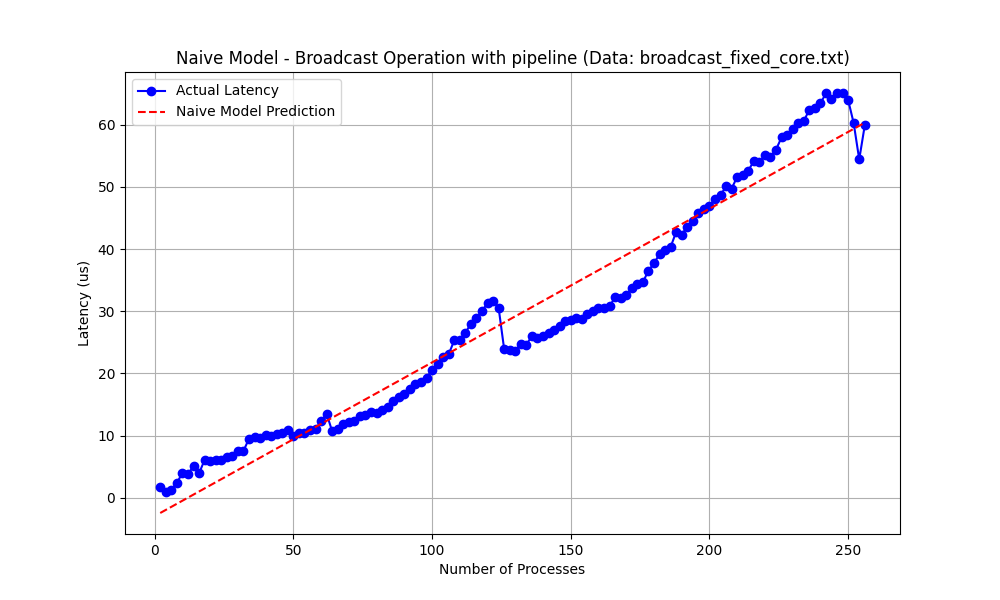 Naive Model - Broadcast Operation with pipeline (Data: broadcast_fixed_core.txt)
Actual Latency
Naive Model Prediction
Latency (us)
60
50
40
30
20
10
0
0 50 100 150 200 250
Number of Processes